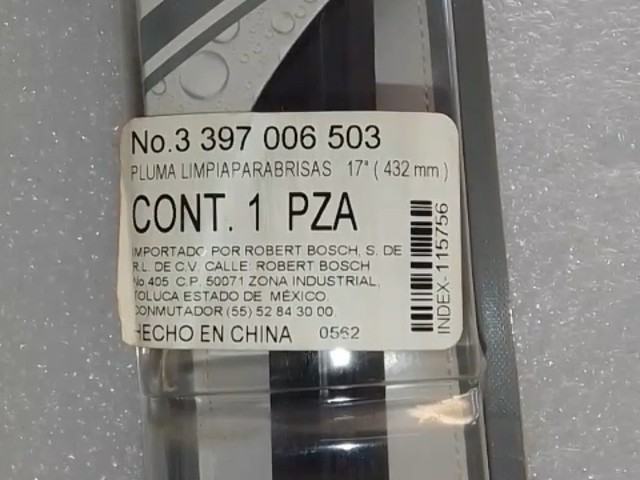 No.3 397 006 503
PLUMA LIMPIAPARABRISAS 17" ( 432 mm )
CONT. 1 PZA
IMPORTADO POR ROBERT BOSCH, S. DE
R.L. DE C.V. CALLE: ROBERT BOSCH
No.405 C.P. 50071 ZONA INDUSTRIAL,
TOLUCA ESTADO DE MÉXICO.
CONMUTADOR (55) 52 84 30 00.
HECHO EN CHINA 0562
INDEX-115756